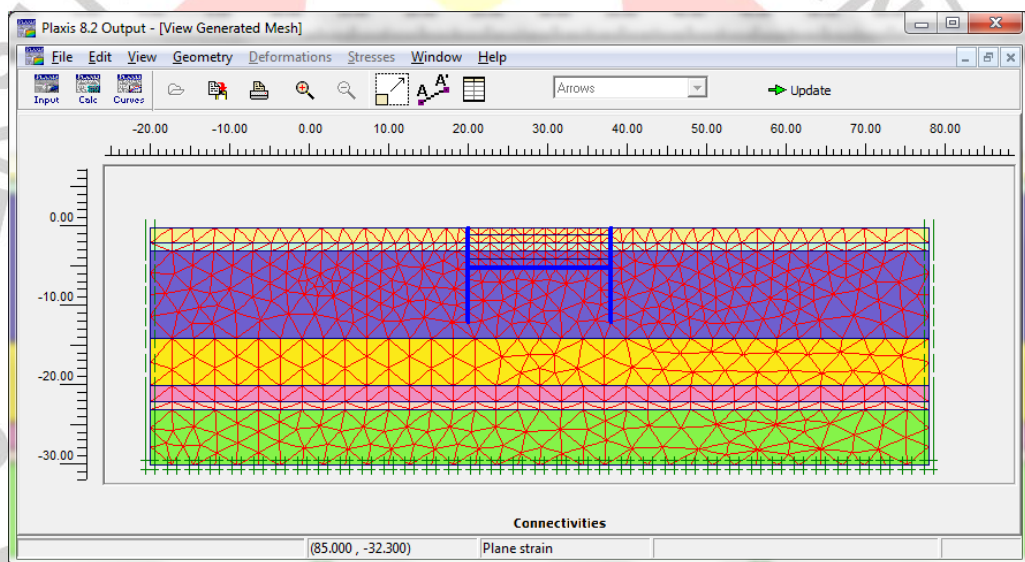 Plaxis 8.2 Output - [View Generated Mesh]
File Edit View Geometry Deformations Stresses Window Help
Input Calc Curves Arrows Update
-20.00 -10.00 0.00 10.00 20.00 30.00 40.00 50.00 60.00 70.00 80.00
0.00
-10.00
-20.00
-30.00
Connectivities
(85.000 , -32.300) Plane strain